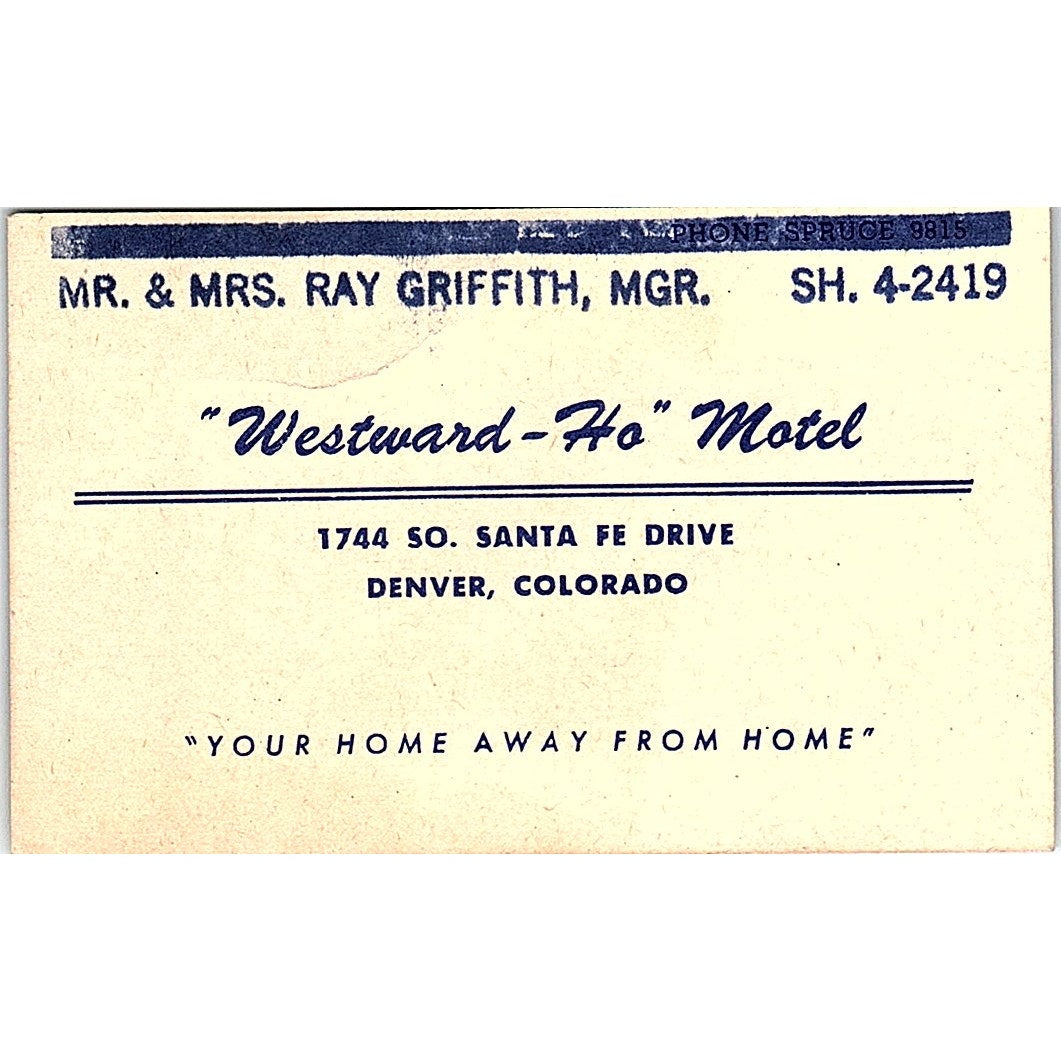 PHONE SPRUCE 9815
MR. & MRS. RAY GRIFFITH, MGR. SH. 4-2419
"Westward-Ho" Motel
1744 SO. SANTA FE DRIVE
DENVER, COLORADO
"YOUR HOME AWAY FROM HOME"